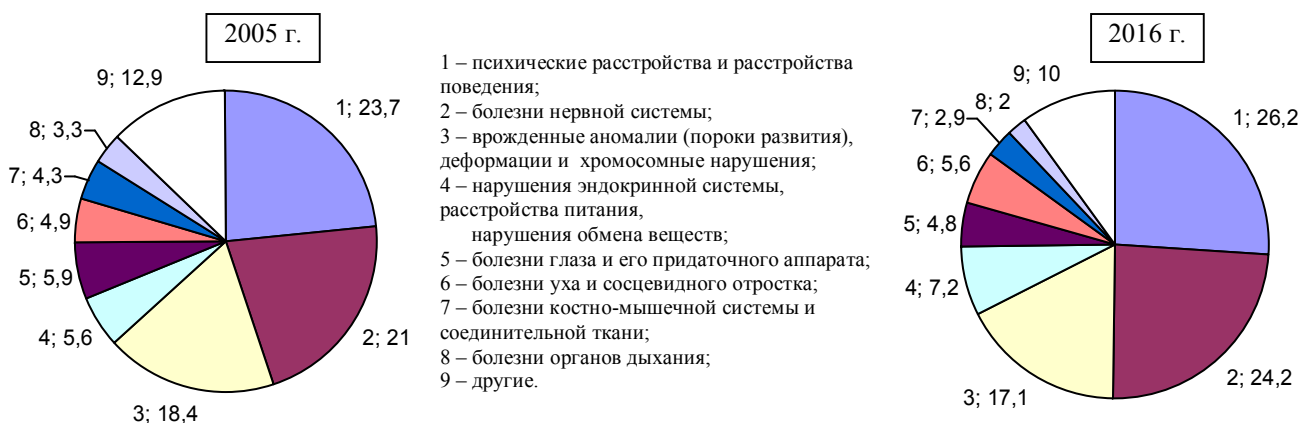 2005 г.
9; 12,9
1; 23,7
8; 3,3
7; 4,3
6; 4,9
5; 5,9
4; 5,6
3; 18,4
2; 21
1 – психические расстройства и расстройства
поведения;
2 – болезни нервной системы;
3 – врожденные аномалии (пороки развития),
деформации и хромосомные нарушения;
4 – нарушения эндокринной системы,
расстройства питания,
нарушения обмена веществ;
5 – болезни глаза и его придаточного аппарата;
6 – болезни уха и сосцевидного отростка;
7 – болезни костно-мышечной системы и
соединительной ткани;
8 – болезни органов дыхания;
9 – другие.
2016 г.
9; 10
8; 2
7; 2,9
1; 26,2
6; 5,6
5; 4,8
4; 7,2
3; 17,1
2; 24,2